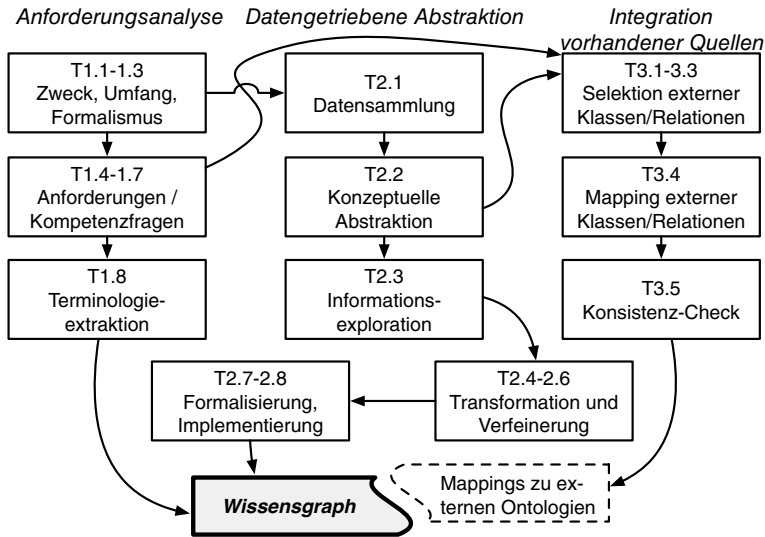 Anforderungsanalyse
Datengetriebene Abstraktion
Integration
vorhandener Quellen
T1.1-1.3
Zweck, Umfang,
Formalismus
T2.1
Datensammlung
T3.1-3.3
Selektion externer
Klassen/Relationen
T1.4-1.7
Anforderungen /
Kompetenzfragen
T2.2
Konzeptuelle
Abstraktion
T3.4
Mapping externer
Klassen/Relationen
T1.8
Terminologie-
extraktion
T2.3
Informations-
exploration
T3.5
Konsistenz-Check
T2.7-2.8
Formalisierung,
Implementierung
T2.4-2.6
Transformation und
Verfeinerung
Wissensgraph
Mappings zu ex-
ternen Ontologien